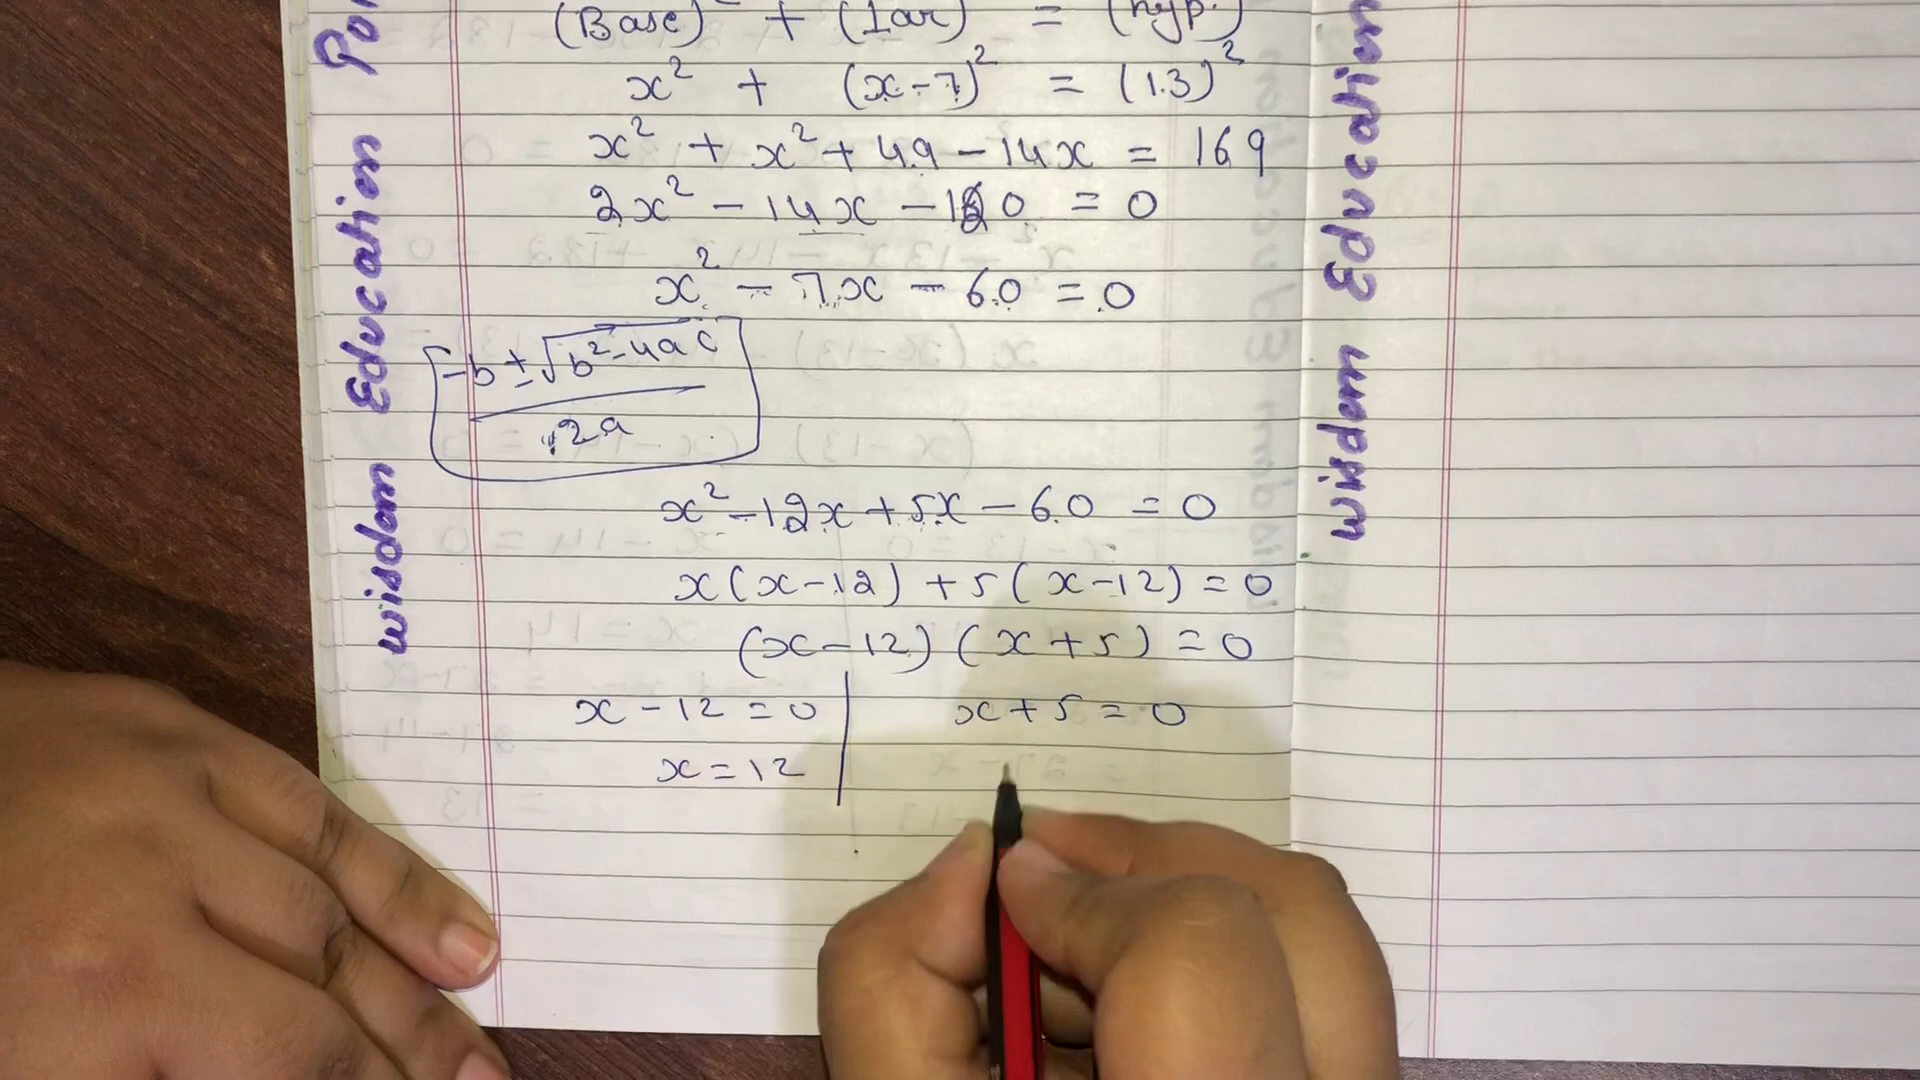 (Base)² + (Lar)² = (hyp.)²
x² + (x-7)² = (13)²
x² + x² + 49 - 14x = 169
2x² - 14x - 120 = 0
x² - 7x - 60 = 0
-b ± √b²-4ac
2a
x² - 12x + 5x - 60 = 0
x(x-12) + 5(x-12) = 0
(x-12) (x+5) = 0
x - 12 = 0
x = 12
x + 5 = 0
wisdom Education
wisdom Education